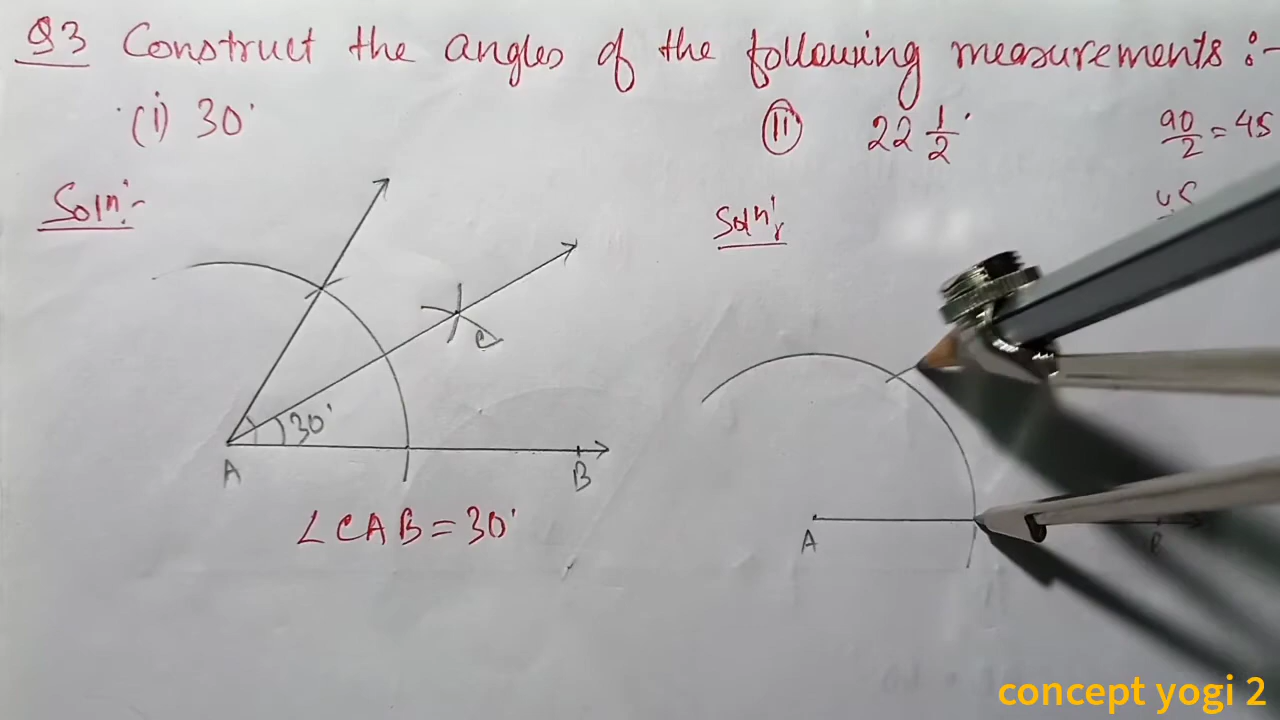 Q3 Construct the angles of the following measurements :-
(i) 30°
(II) 22 1/2°
90/2 = 45
45
Soln:-
Soln:
C
30°
A
B
A
∠CAB = 30°
concept yogi 2